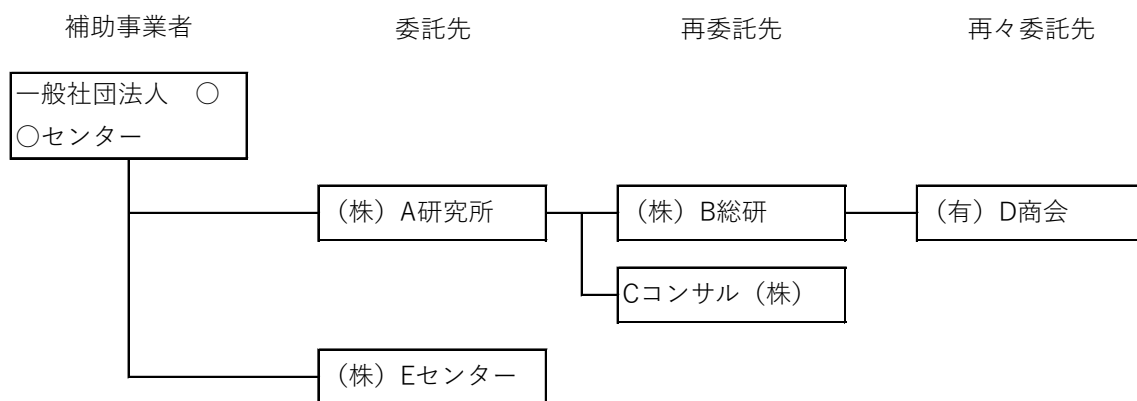 補助事業者 委託先 再委託先 再々委託先
一般社団法人　〇
〇センター
（株）A研究所 （株）B総研 （有）D商会
Cコンサル（株）
（株）Eセンター